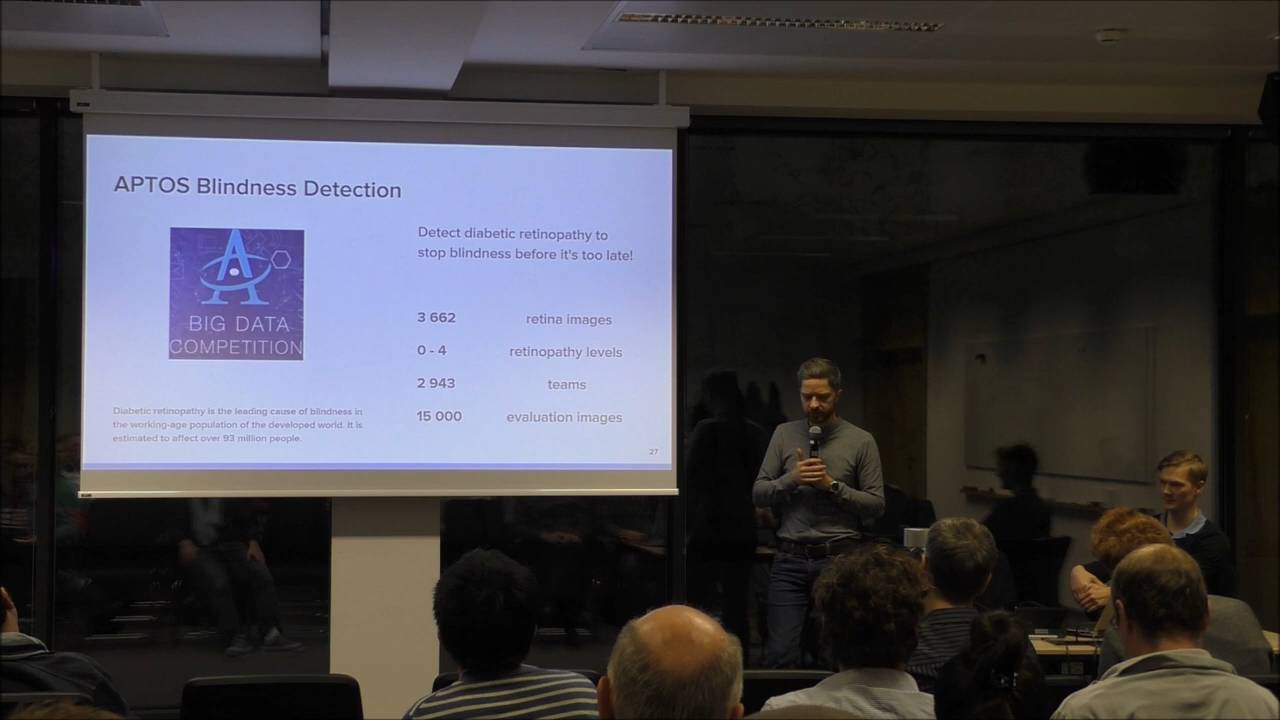 APTOS Blindness Detection
BIG DATA
COMPETITION
Diabetic retinopathy is the leading cause of blindness in
the working-age population of the developed world. It is
estimated to affect over 93 million people.
Detect diabetic retinopathy to
stop blindness before it's too late!
3 662 retina images
0 - 4 retinopathy levels
2 943 teams
15 000 evaluation images
27